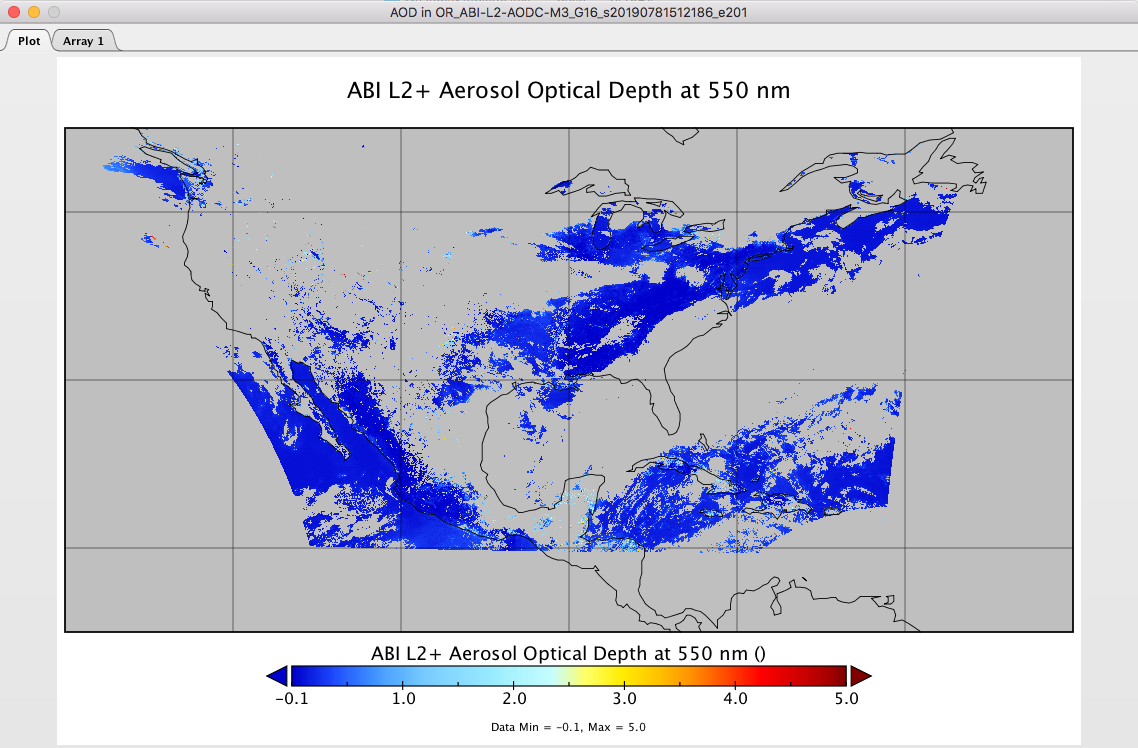 AOD in OR_ABI-L2-AODC-M3_G16_s20190781512186_e201
Plot Array 1
ABI L2+ Aerosol Optical Depth at 550 nm
ABI L2+ Aerosol Optical Depth at 550 nm ()
-0.1 1.0 2.0 3.0 4.0 5.0
Data Min = -0.1, Max = 5.0